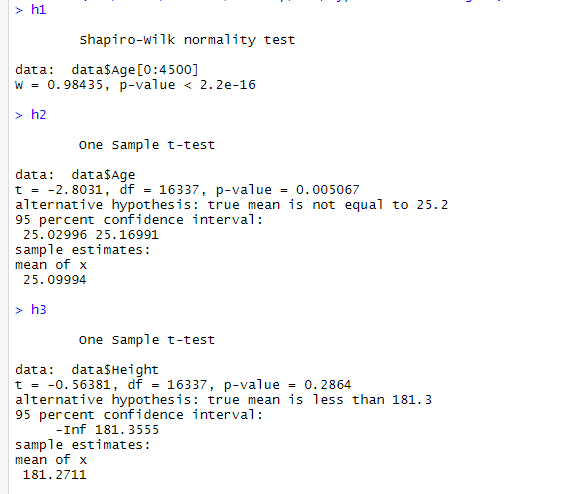 > h1
Shapiro-Wilk normality test
data:  data$Age[0:4500]
W = 0.98435, p-value < 2.2e-16
> h2
One Sample t-test
data:  data$Age
t = -2.8031, df = 16337, p-value = 0.005067
alternative hypothesis: true mean is not equal to 25.2
95 percent confidence interval:
 25.02996 25.16991
sample estimates:
mean of x
 25.09994
> h3
One Sample t-test
data:  data$Height
t = -0.56381, df = 16337, p-value = 0.2864
alternative hypothesis: true mean is less than 181.3
95 percent confidence interval:
     -Inf 181.3555
sample estimates:
mean of x
 181.2711